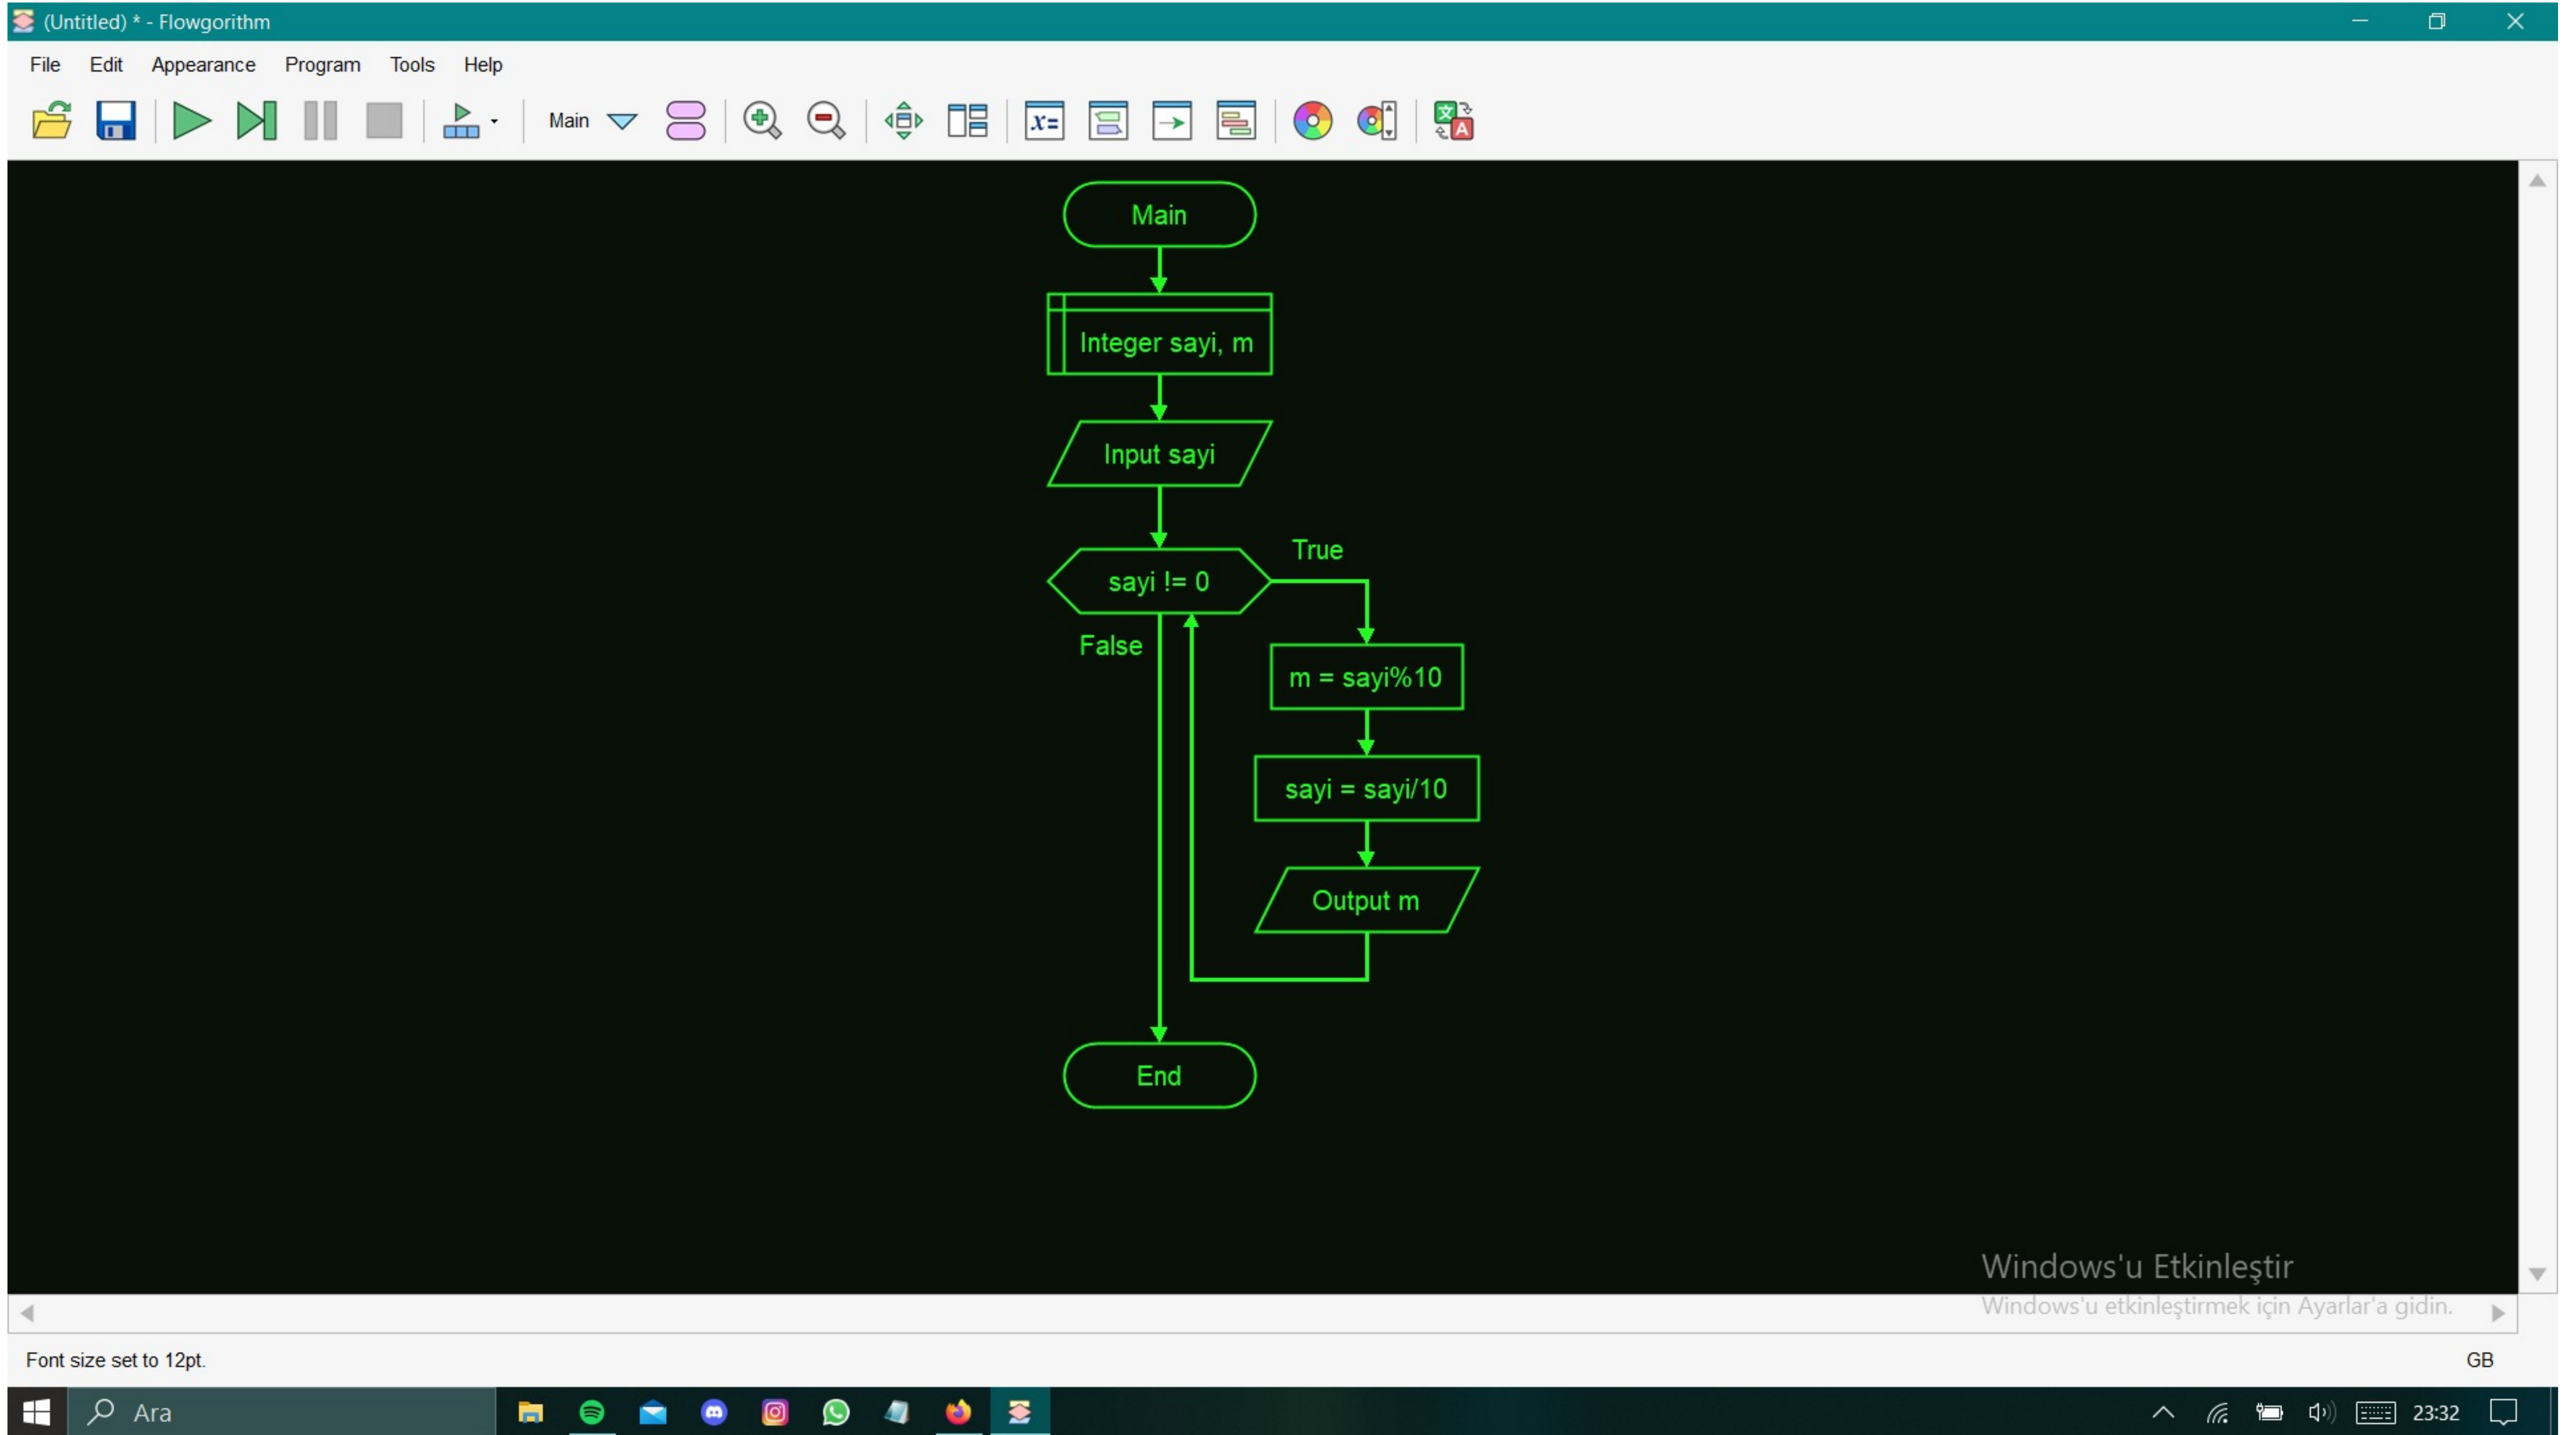 (Untitled) * - Flowgorithm
File Edit Appearance Program Tools Help
Main
x=
文
A
Main
Integer sayi, m
Input sayi
True
sayi != 0
False
m = sayi%10
sayi = sayi/10
Output m
End
Windows'u Etkinleştir
Windows'u etkinleştirmek için Ayarlar'a gidin.
Font size set to 12pt.
GB
Ara
23:32